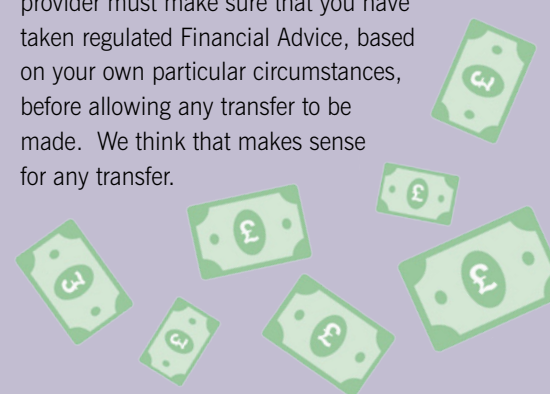 provider must make sure that you have
taken regulated Financial Advice, based
on your own particular circumstances,
before allowing any transfer to be
made.  We think that makes sense
for any transfer.
£
£
£
£
£
£
£